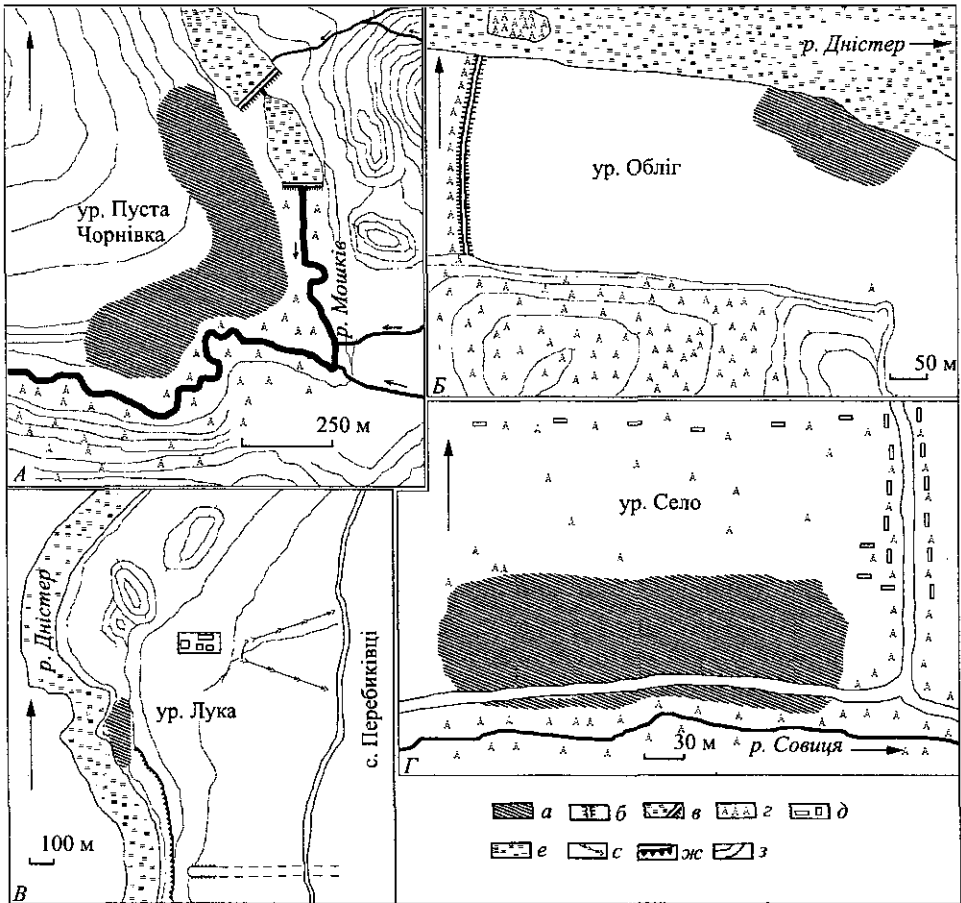 ур. Пуста
Чорнівка
р. Мошків
250 м
А
р. Дністер
ур. Обліг
50 м
Б
р. Дністер
ур. Лука
с. Перебиківці
100 м
В
ур. Село
30 м
р. Совиця
Г
а б в г д
е с ж з